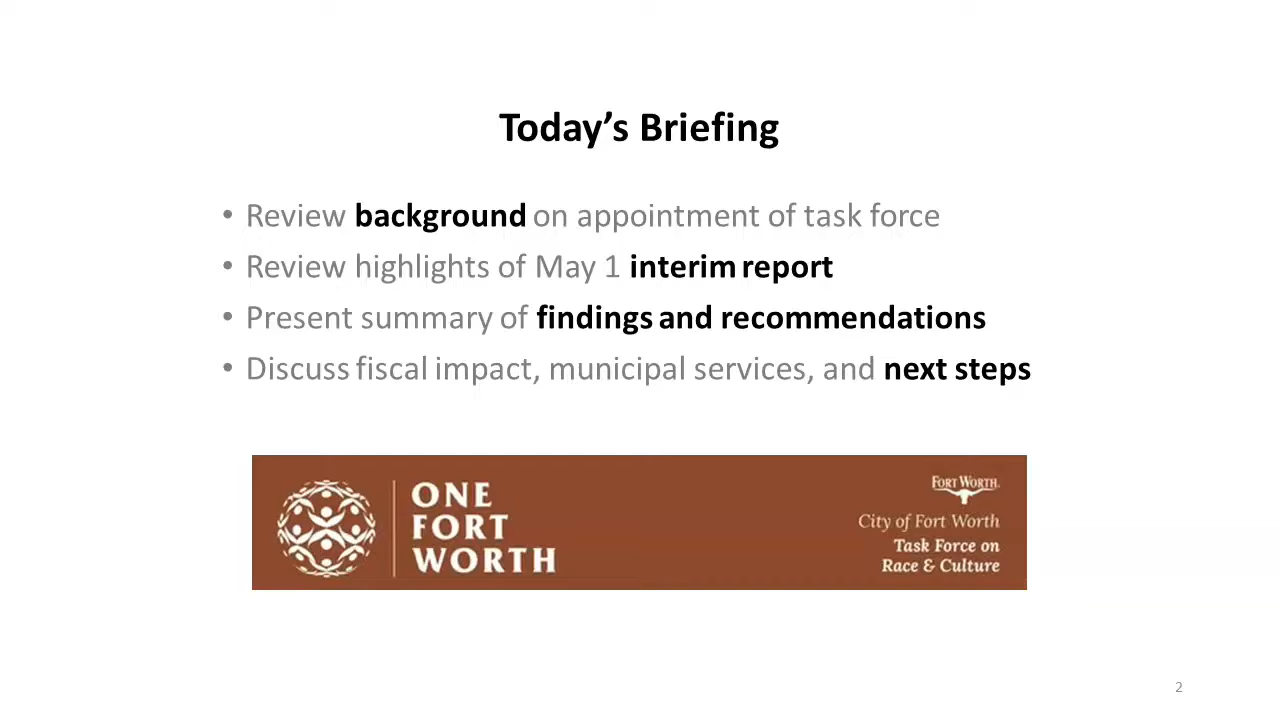 Today’s Briefing
• Review background on appointment of task force
• Review highlights of May 1 interim report
• Present summary of findings and recommendations
• Discuss fiscal impact, municipal services, and next steps
ONE
FORT
WORTH
FORT WORTH.
City of Fort Worth
Task Force on
Race & Culture
2